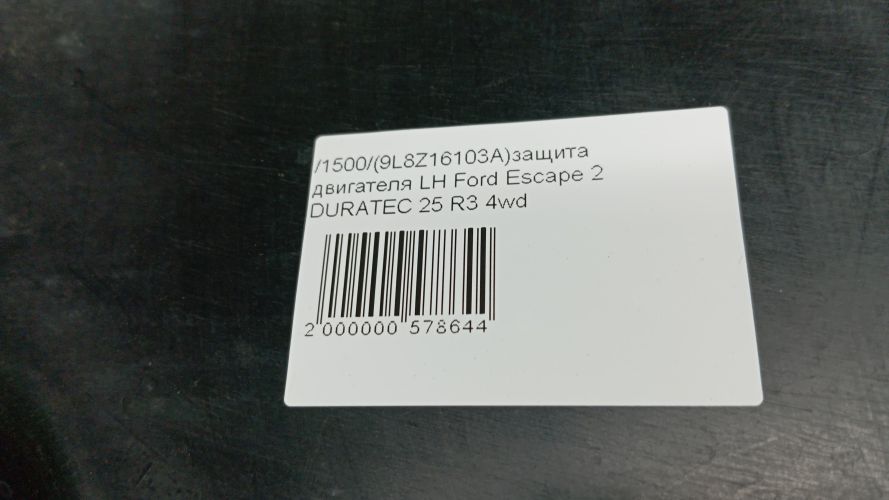 /1500/(9L8Z16103A)защита
двигателя LH Ford Escape 2
DURATEC 25 R3 4wd
2 000000 578644